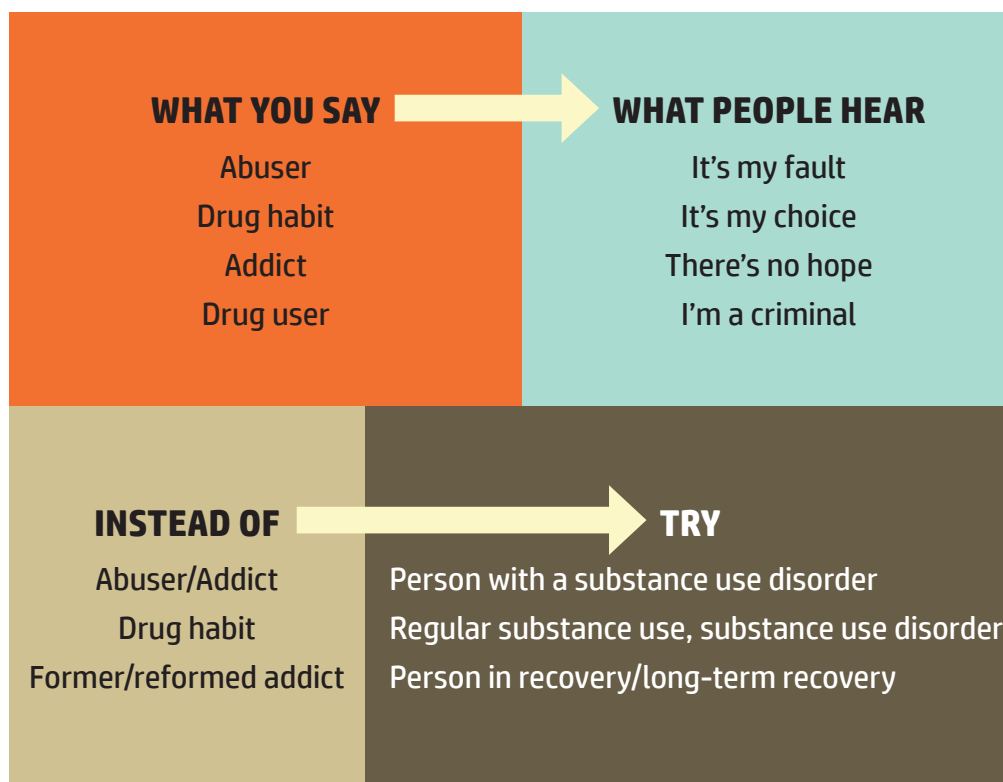 WHAT YOU SAY
Abuser
Drug habit
Addict
Drug user
WHAT PEOPLE HEAR
It's my fault
It's my choice
There's no hope
I'm a criminal
INSTEAD OF
Abuser/Addict
Drug habit
Former/reformed addict
TRY
Person with a substance use disorder
Regular substance use, substance use disorder
Person in recovery/long-term recovery